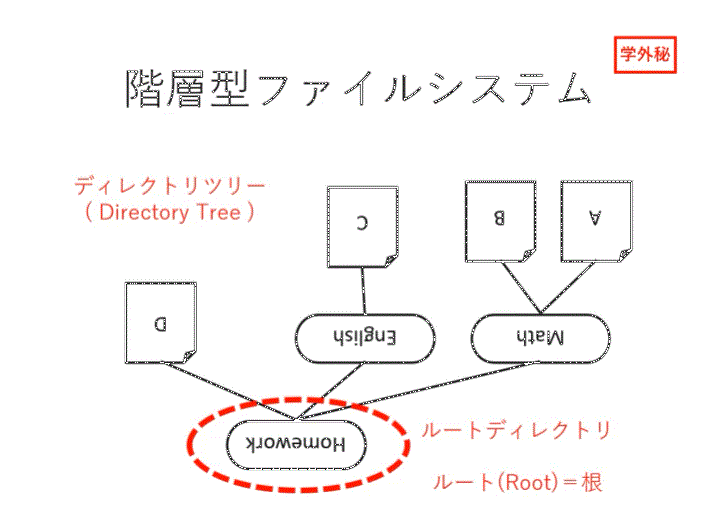 学外秘
階層型ファイルシステム
ディレクトリツリー
( Directory Tree )
C
B
A
D
English
Math
Homework
ルートディレクトリ
ルート(Root)＝根